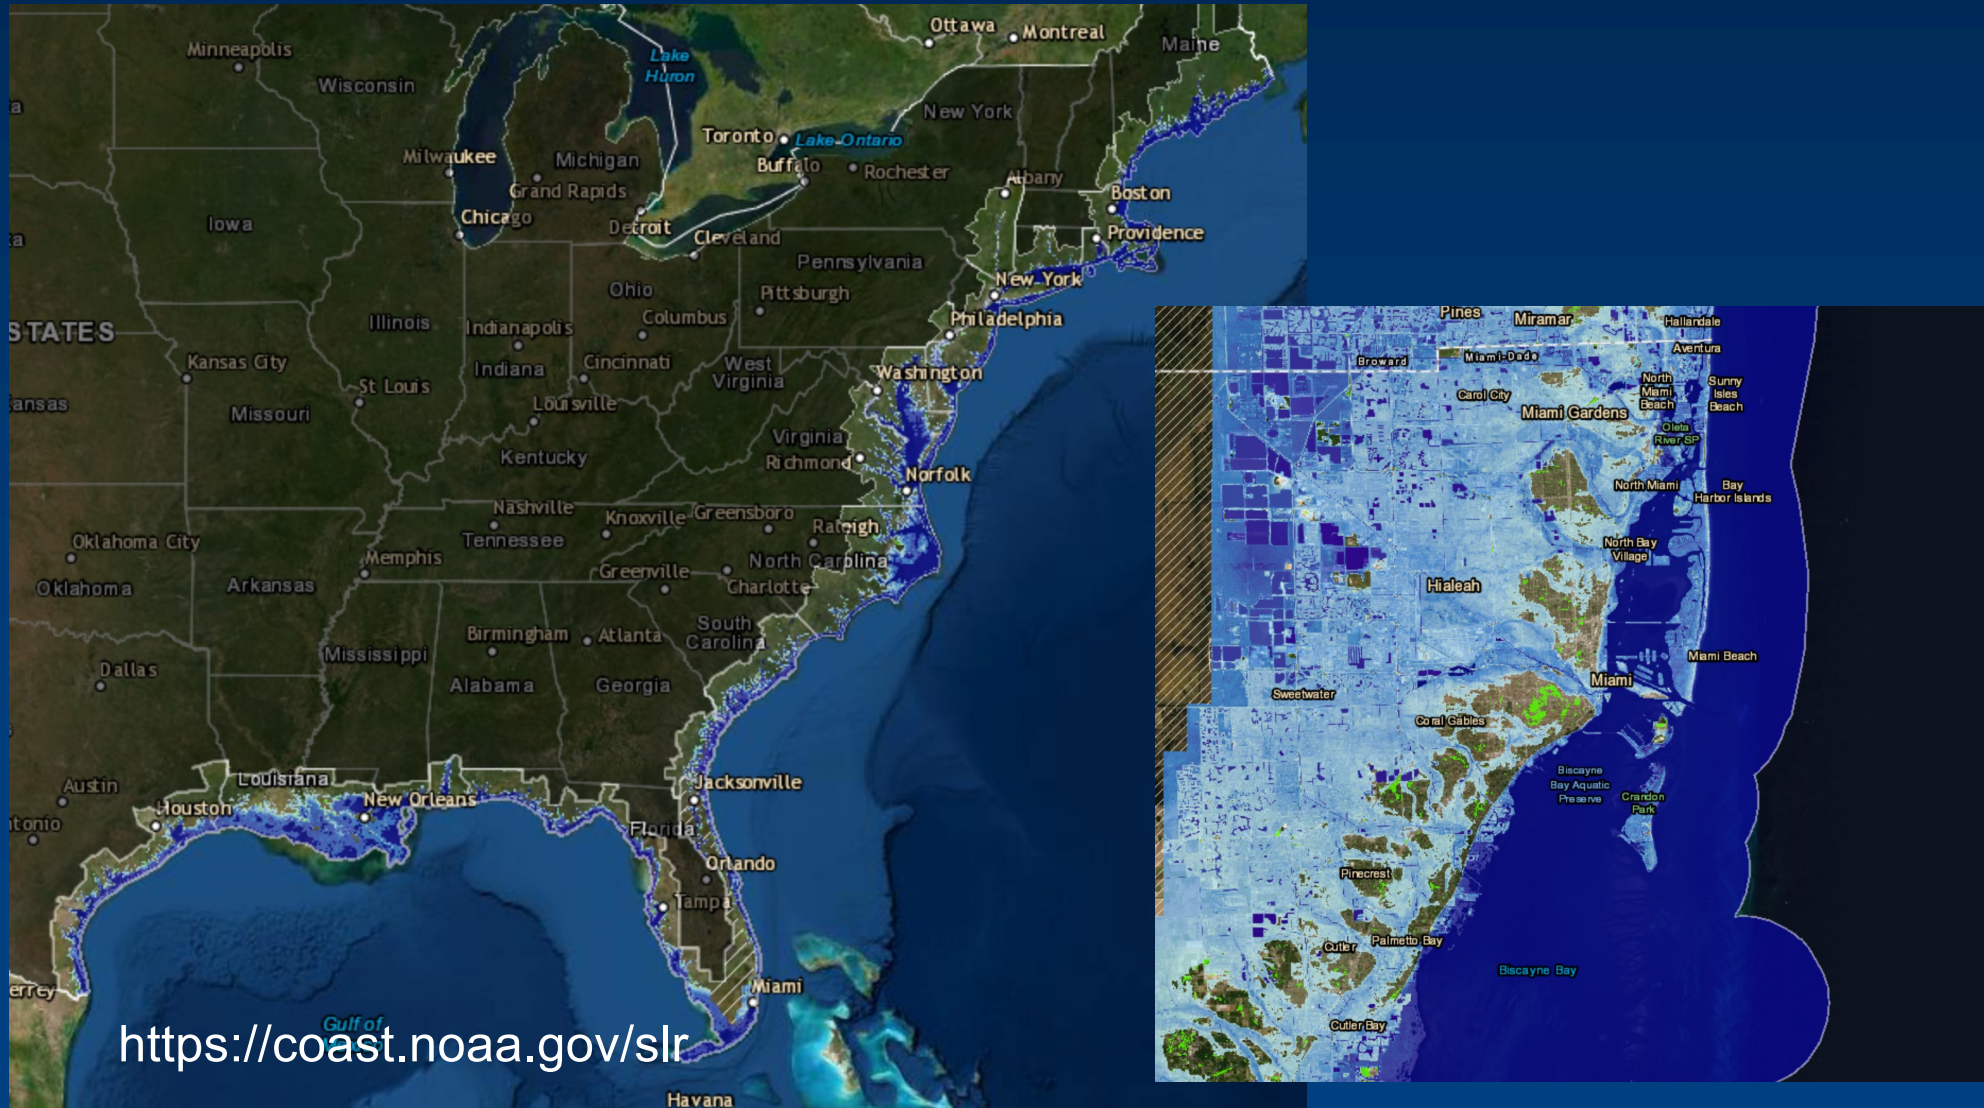 Ottawa
Montreal
Maine
Minneapolis
Lake
Huron
Wisconsin
New York
Toronto
Lake Ontario
Milwaukee
Michigan
Buffalo
Rochester
Grand Rapids
Albany
Boston
Iowa
Chicago
Detroit
Cleveland
Providence
Pennsylvania
New York
Ohio
Pittsburgh
STATES
Illinois
Indianapolis
Columbus
Philadelphia
Kansas City
Indiana
Cincinnati
West
Virginia
Washington
St Louis
Missouri
Louisville
Virginia
Kentucky
Richmond
Norfolk
Nashville
Knoxville
Greensboro
Raleigh
Oklahoma City
Tennessee
Memphis
North Carolina
Oklahoma
Arkansas
Greenville
Charlotte
Birmingham
Atlanta
South
Carolina
Mississippi
Dallas
Alabama
Georgia
Austin
Louisiana
Jacksonville
Houston
New Orleans
Florida
Orlando
Tampa
Miami
Gulf of
https://coast.noaa.gov/slr
Havana
Pines
Miramar
Hallandale
Broward
Miami-Dade
Aventura
Carol City
North
Miami
Beach
Sunny
Isles
Beach
Miami Gardens
Oleta
River SP
North Miami
Bay
Harbor Islands
North Bay
Village
Hialeah
Miami Beach
Miami
Sweetwater
Coral Gables
Biscayne
Bay Aquatic
Preserve
Crandon
Park
Pinecrest
Cutler
Palmetto Bay
Biscayne Bay
Cutler Bay